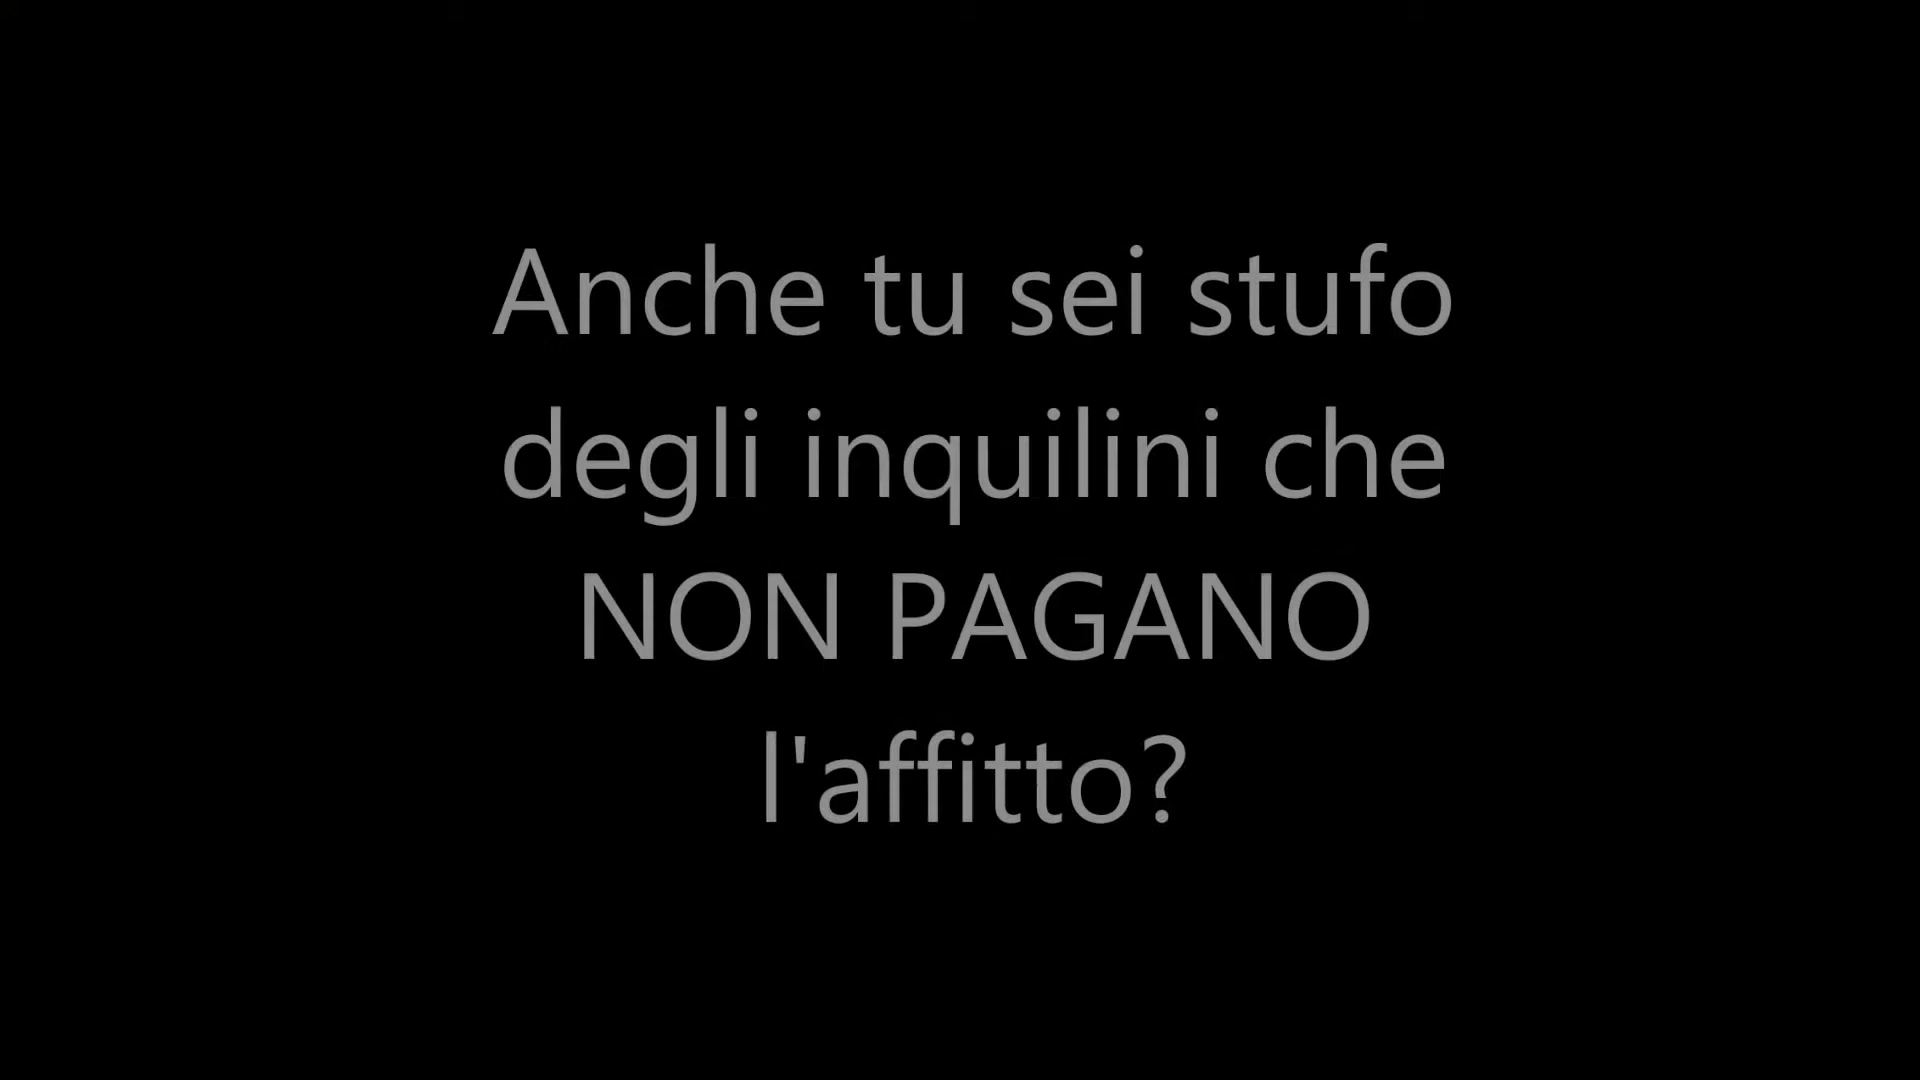 Anche tu sei stufo
degli inquilini che
NON PAGANO
l'affitto?